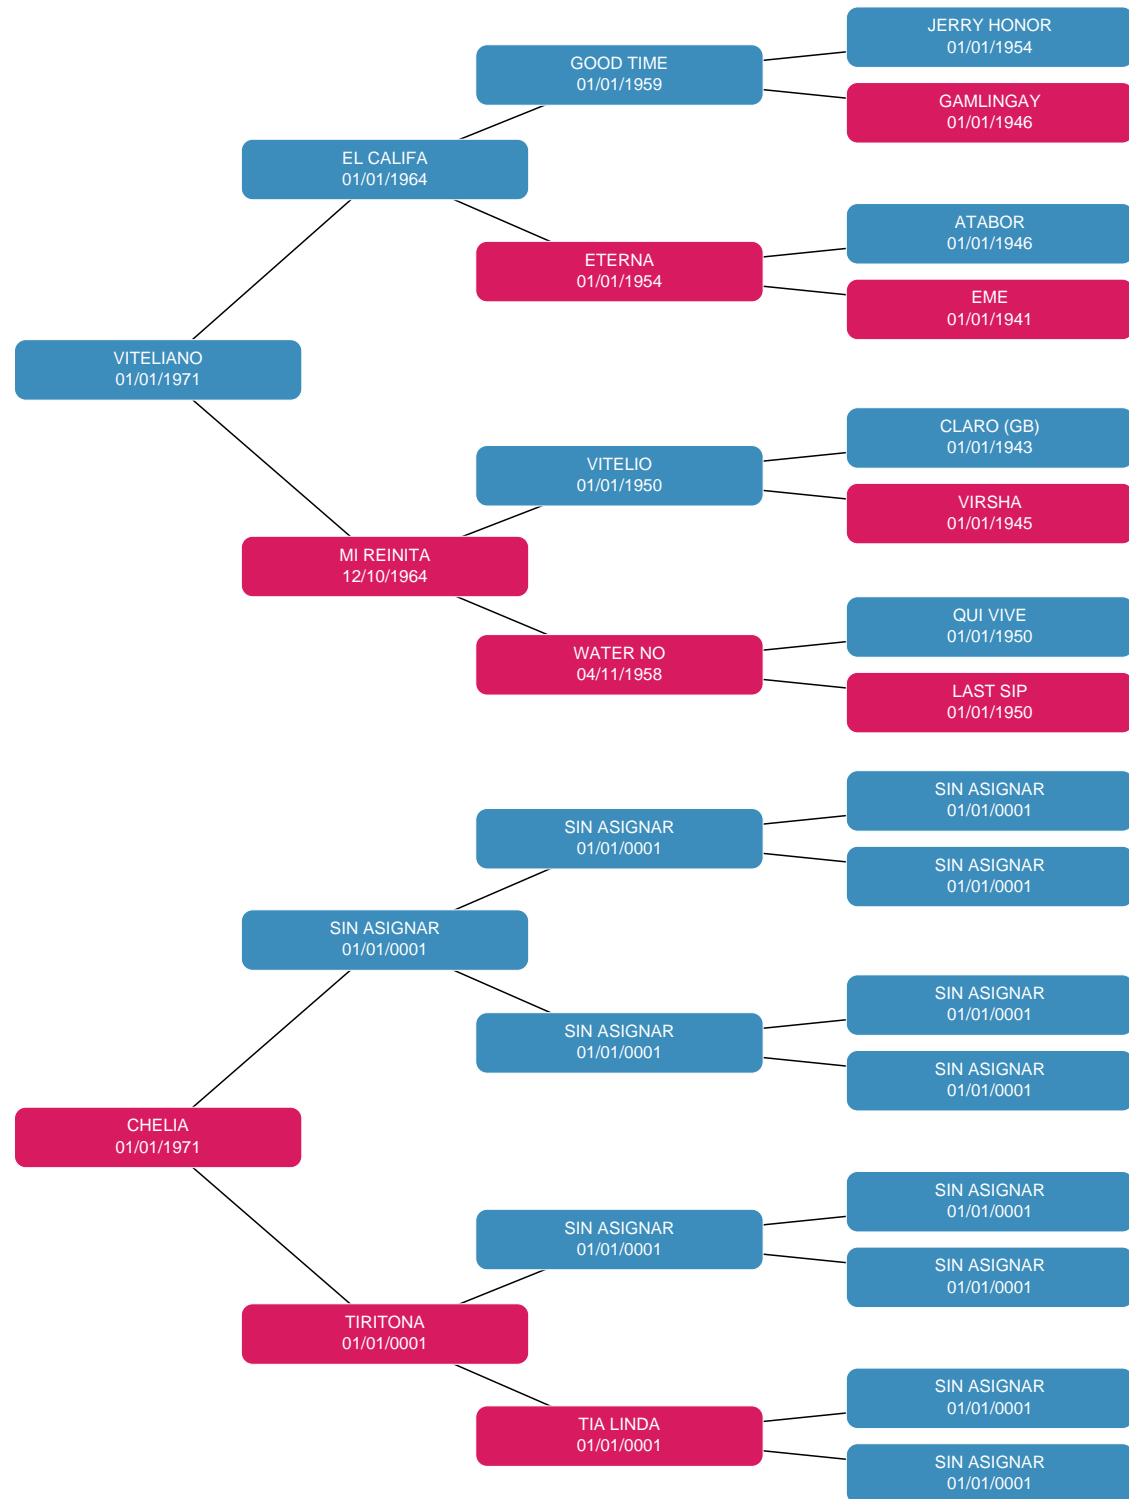 JERRY HONOR
01/01/1954
GOOD TIME
01/01/1959
GAMLINGAY
01/01/1946
EL CALIFA
01/01/1964
ATABOR
01/01/1946
ETERNA
01/01/1954
EME
01/01/1941
VITELIANO
01/01/1971
CLARO (GB)
01/01/1943
VITELIO
01/01/1950
VIRSHA
01/01/1945
MI REINITA
12/10/1964
QUI VIVE
01/01/1950
WATER NO
04/11/1958
LAST SIP
01/01/1950
SIN ASIGNAR
01/01/0001
SIN ASIGNAR
01/01/0001
SIN ASIGNAR
01/01/0001
SIN ASIGNAR
01/01/0001
SIN ASIGNAR
01/01/0001
SIN ASIGNAR
01/01/0001
SIN ASIGNAR
01/01/0001
CHELIA
01/01/1971
SIN ASIGNAR
01/01/0001
SIN ASIGNAR
01/01/0001
SIN ASIGNAR
01/01/0001
TIRITONA
01/01/0001
SIN ASIGNAR
01/01/0001
TIA LINDA
01/01/0001
SIN ASIGNAR
01/01/0001